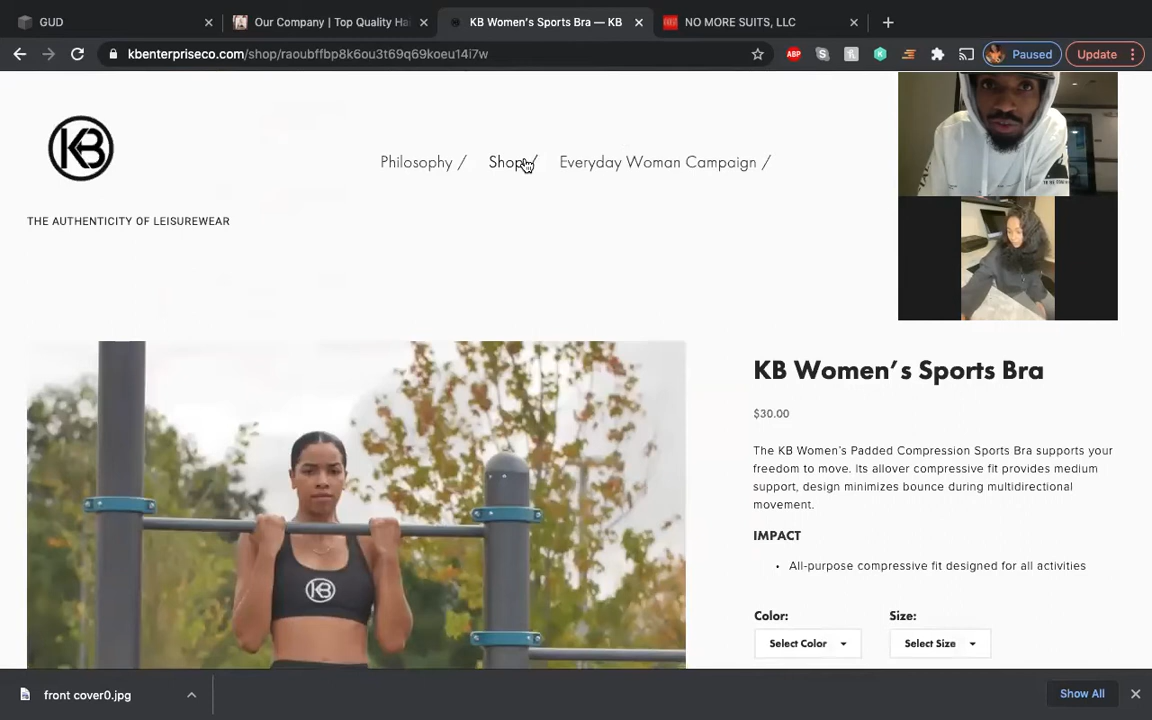 GUD
Our Company | Top Quality Hai
KB Women's Sports Bra — KB
NO MORE SUITS, LLC
kbenterpriseco.com/shop/raoubffbp8k6ou3t69q69koeu14i7w
ABP
Paused
Update
KB
Philosophy /
Shop /
Everyday Woman Campaign /
THE AUTHENTICITY OF LEISUREWEAR
KB Women's Sports Bra
$30.00
The KB Women's Padded Compression Sports Bra supports your
freedom to move. Its allover compressive fit provides medium
support, design minimizes bounce during multidirectional
movement.
IMPACT
• All-purpose compressive fit designed for all activities
Color:
Size:
Select Color
Select Size
KB
front cover0.jpg
Show All